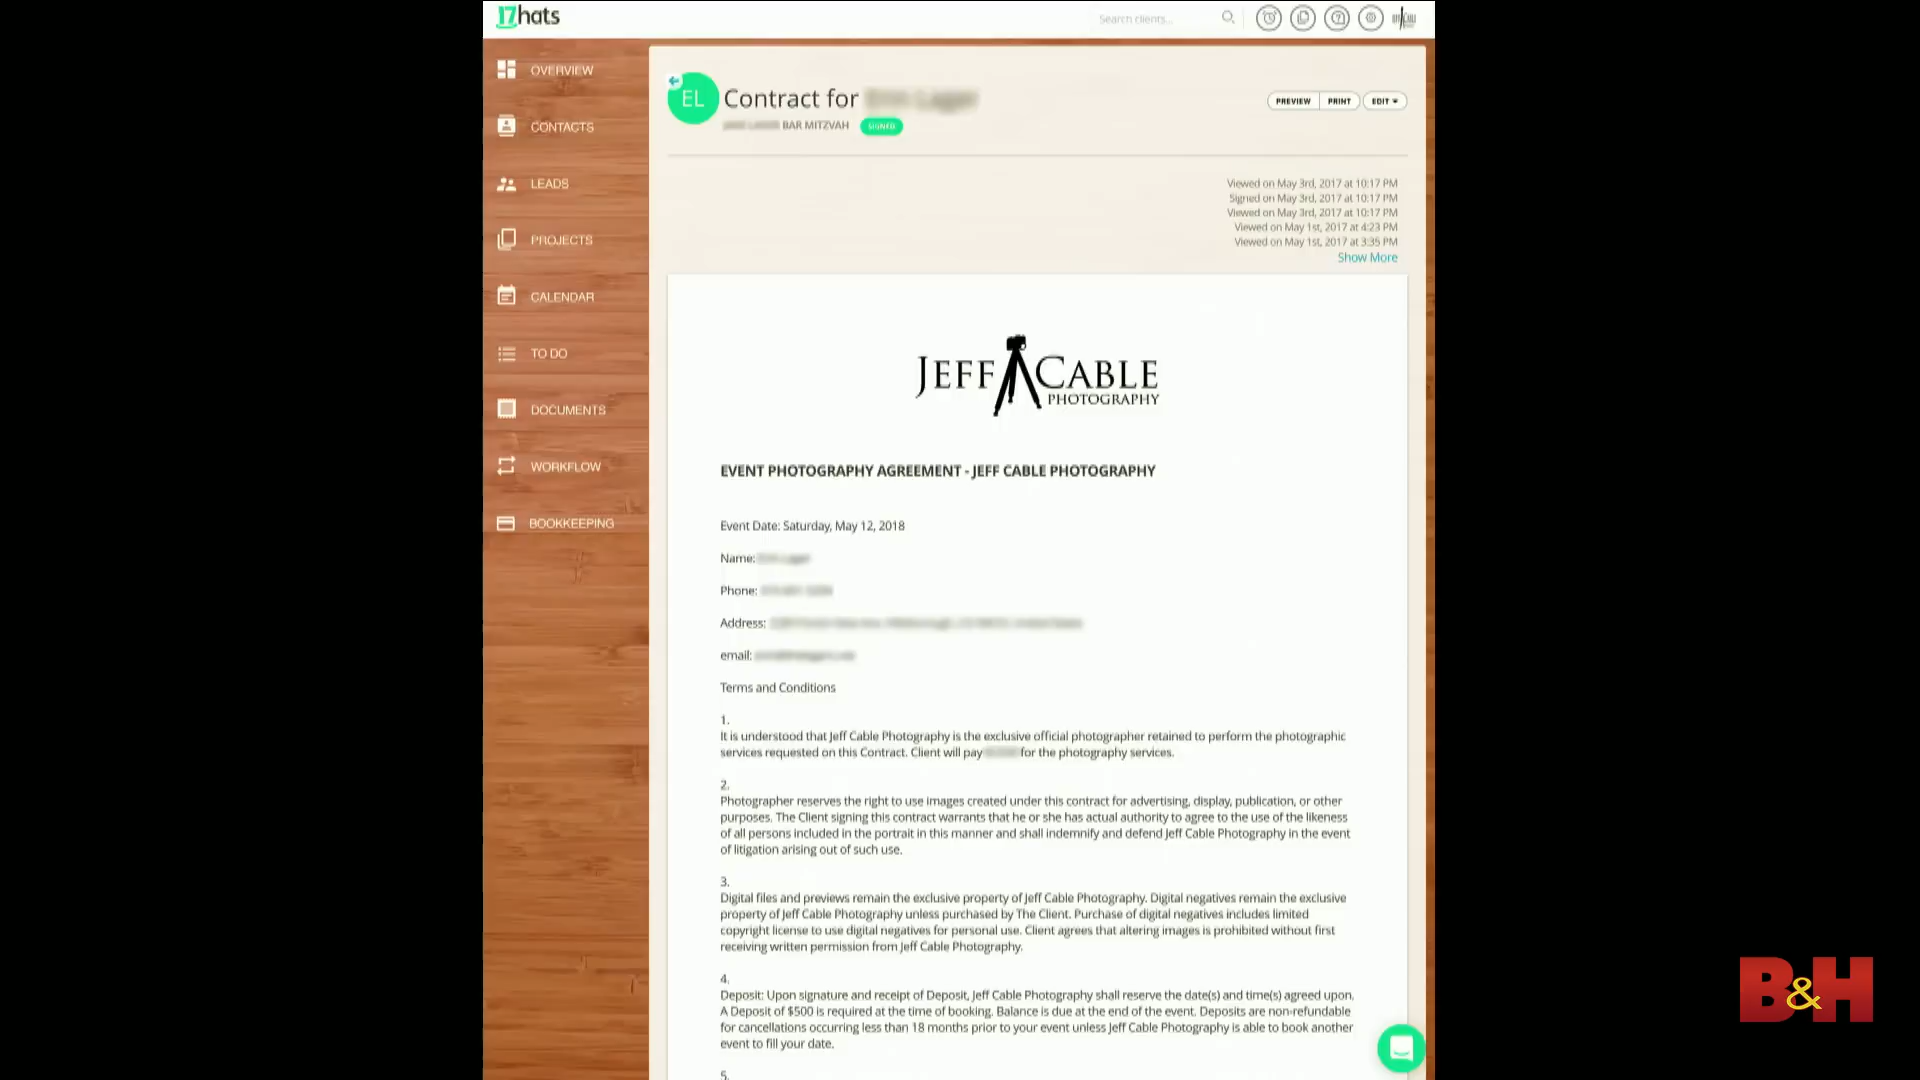 17hats
Search clients...
OVERVIEW
CONTACTS
LEADS
PROJECTS
CALENDAR
TO DO
DOCUMENTS
WORKFLOW
BOOKKEEPING
EL
Contract for
BAR MITZVAH SIGNED
PREVIEW PRINT EDIT
Viewed on May 3rd, 2017 at 10:17 PM
Signed on May 3rd, 2017 at 10:17 PM
Viewed on May 3rd, 2017 at 10:17 PM
Viewed on May 1st, 2017 at 4:23 PM
Viewed on May 1st, 2017 at 3:35 PM
Show More
JEFF CABLE
PHOTOGRAPHY
EVENT PHOTOGRAPHY AGREEMENT - JEFF CABLE PHOTOGRAPHY
Event Date: Saturday, May 12, 2018
Name:
Phone:
Address:
email:
Terms and Conditions
1.
It is understood that Jeff Cable Photography is the exclusive official photographer retained to perform the photographic
services requested on this Contract. Client will pay for the photography services.
2.
Photographer reserves the right to use images created under this contract for advertising, display, publication, or other
purposes. The Client signing this contract warrants that he or she has actual authority to agree to the use of the likeness
of all persons included in the portrait in this manner and shall indemnify and defend Jeff Cable Photography in the event
of litigation arising out of such use.
3.
Digital files and previews remain the exclusive property of Jeff Cable Photography. Digital negatives remain the exclusive
property of Jeff Cable Photography unless purchased by The Client. Purchase of digital negatives includes limited
copyright license to use digital negatives for personal use. Client agrees that altering images is prohibited without first
receiving written permission from Jeff Cable Photography.
4.
Deposit: Upon signature and receipt of Deposit, Jeff Cable Photography shall reserve the date(s) and time(s) agreed upon.
A Deposit of $500 is required at the time of booking. Balance is due at the end of the event. Deposits are non-refundable
for cancellations occurring less than 18 months prior to your event unless Jeff Cable Photography is able to book another
event to fill your date.
5.
B&H